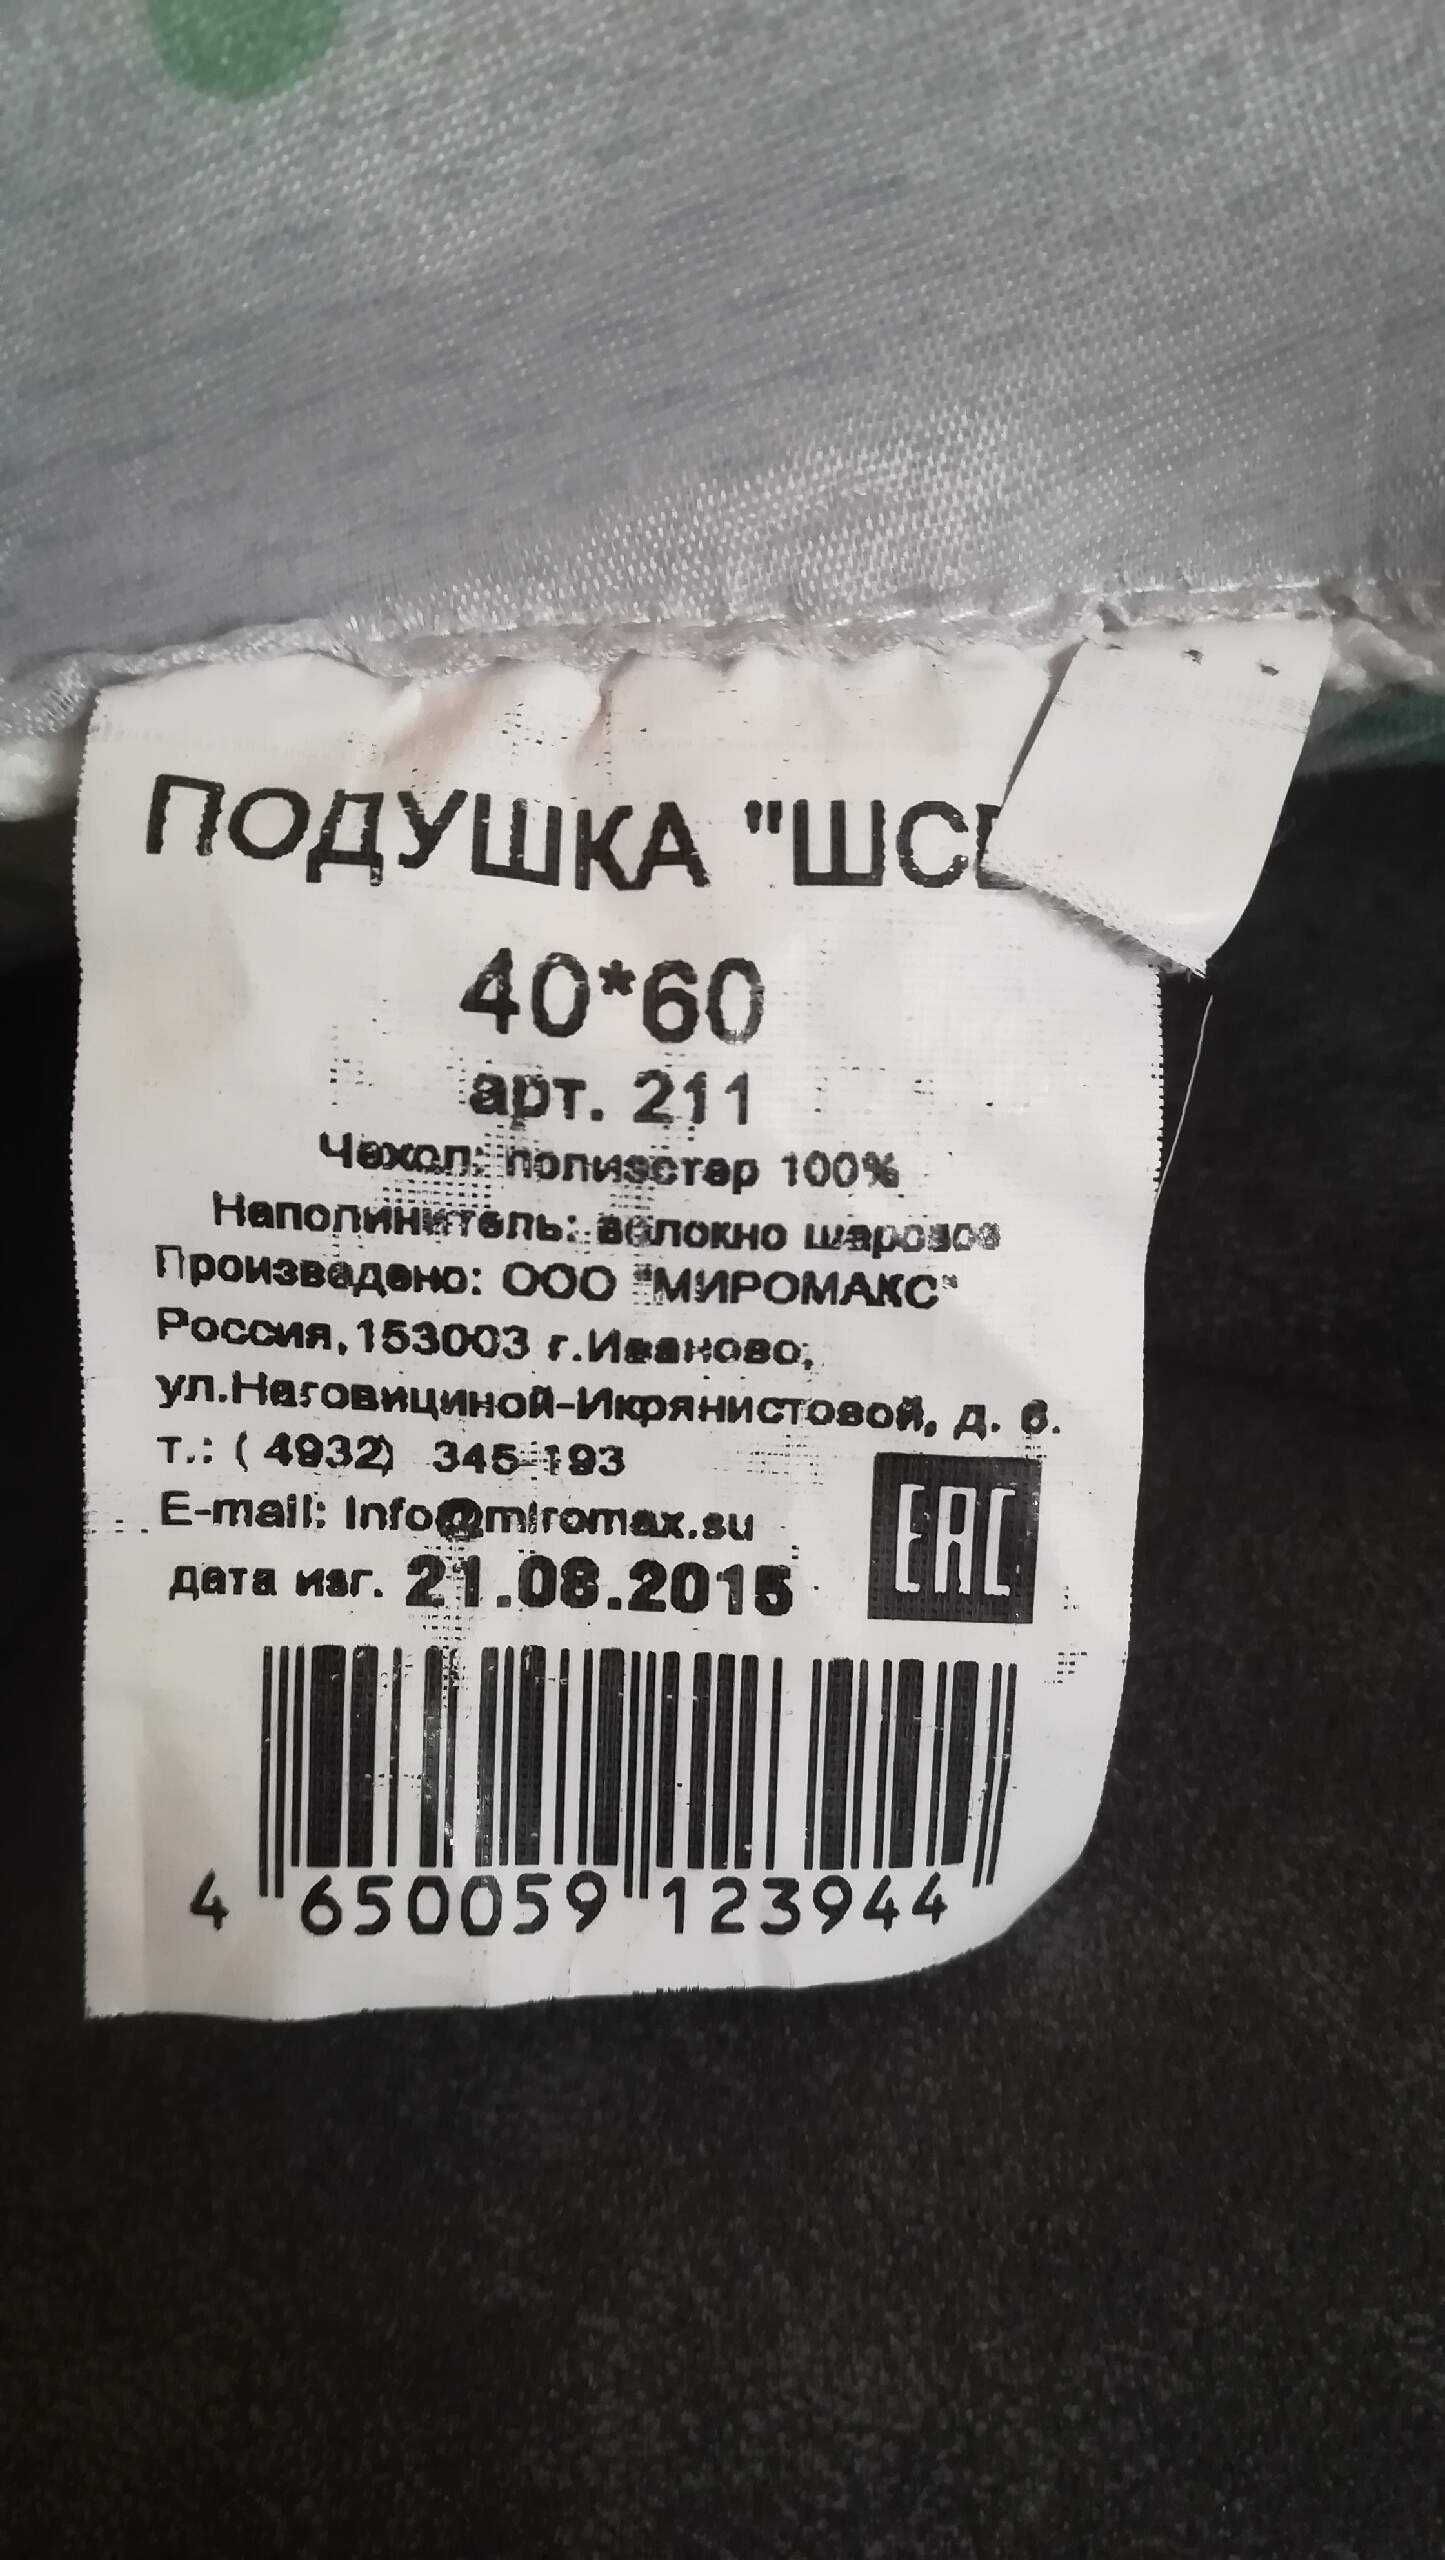 ПОДУШКА "ШС
40*60
арт. 211
Чехол: полиэстер 100%
Наполнитель: волокно шаровое
Произведено: ООО "МИРОМАКС"
Россия,153003 г.Иваново,
ул.Наговициной-Икрянистовой, д. 6.
т.: ( 4932) 345-193
E-mail: Info@miromax.su
дата изг. 21.08.2015
EAC
4 650059 123944